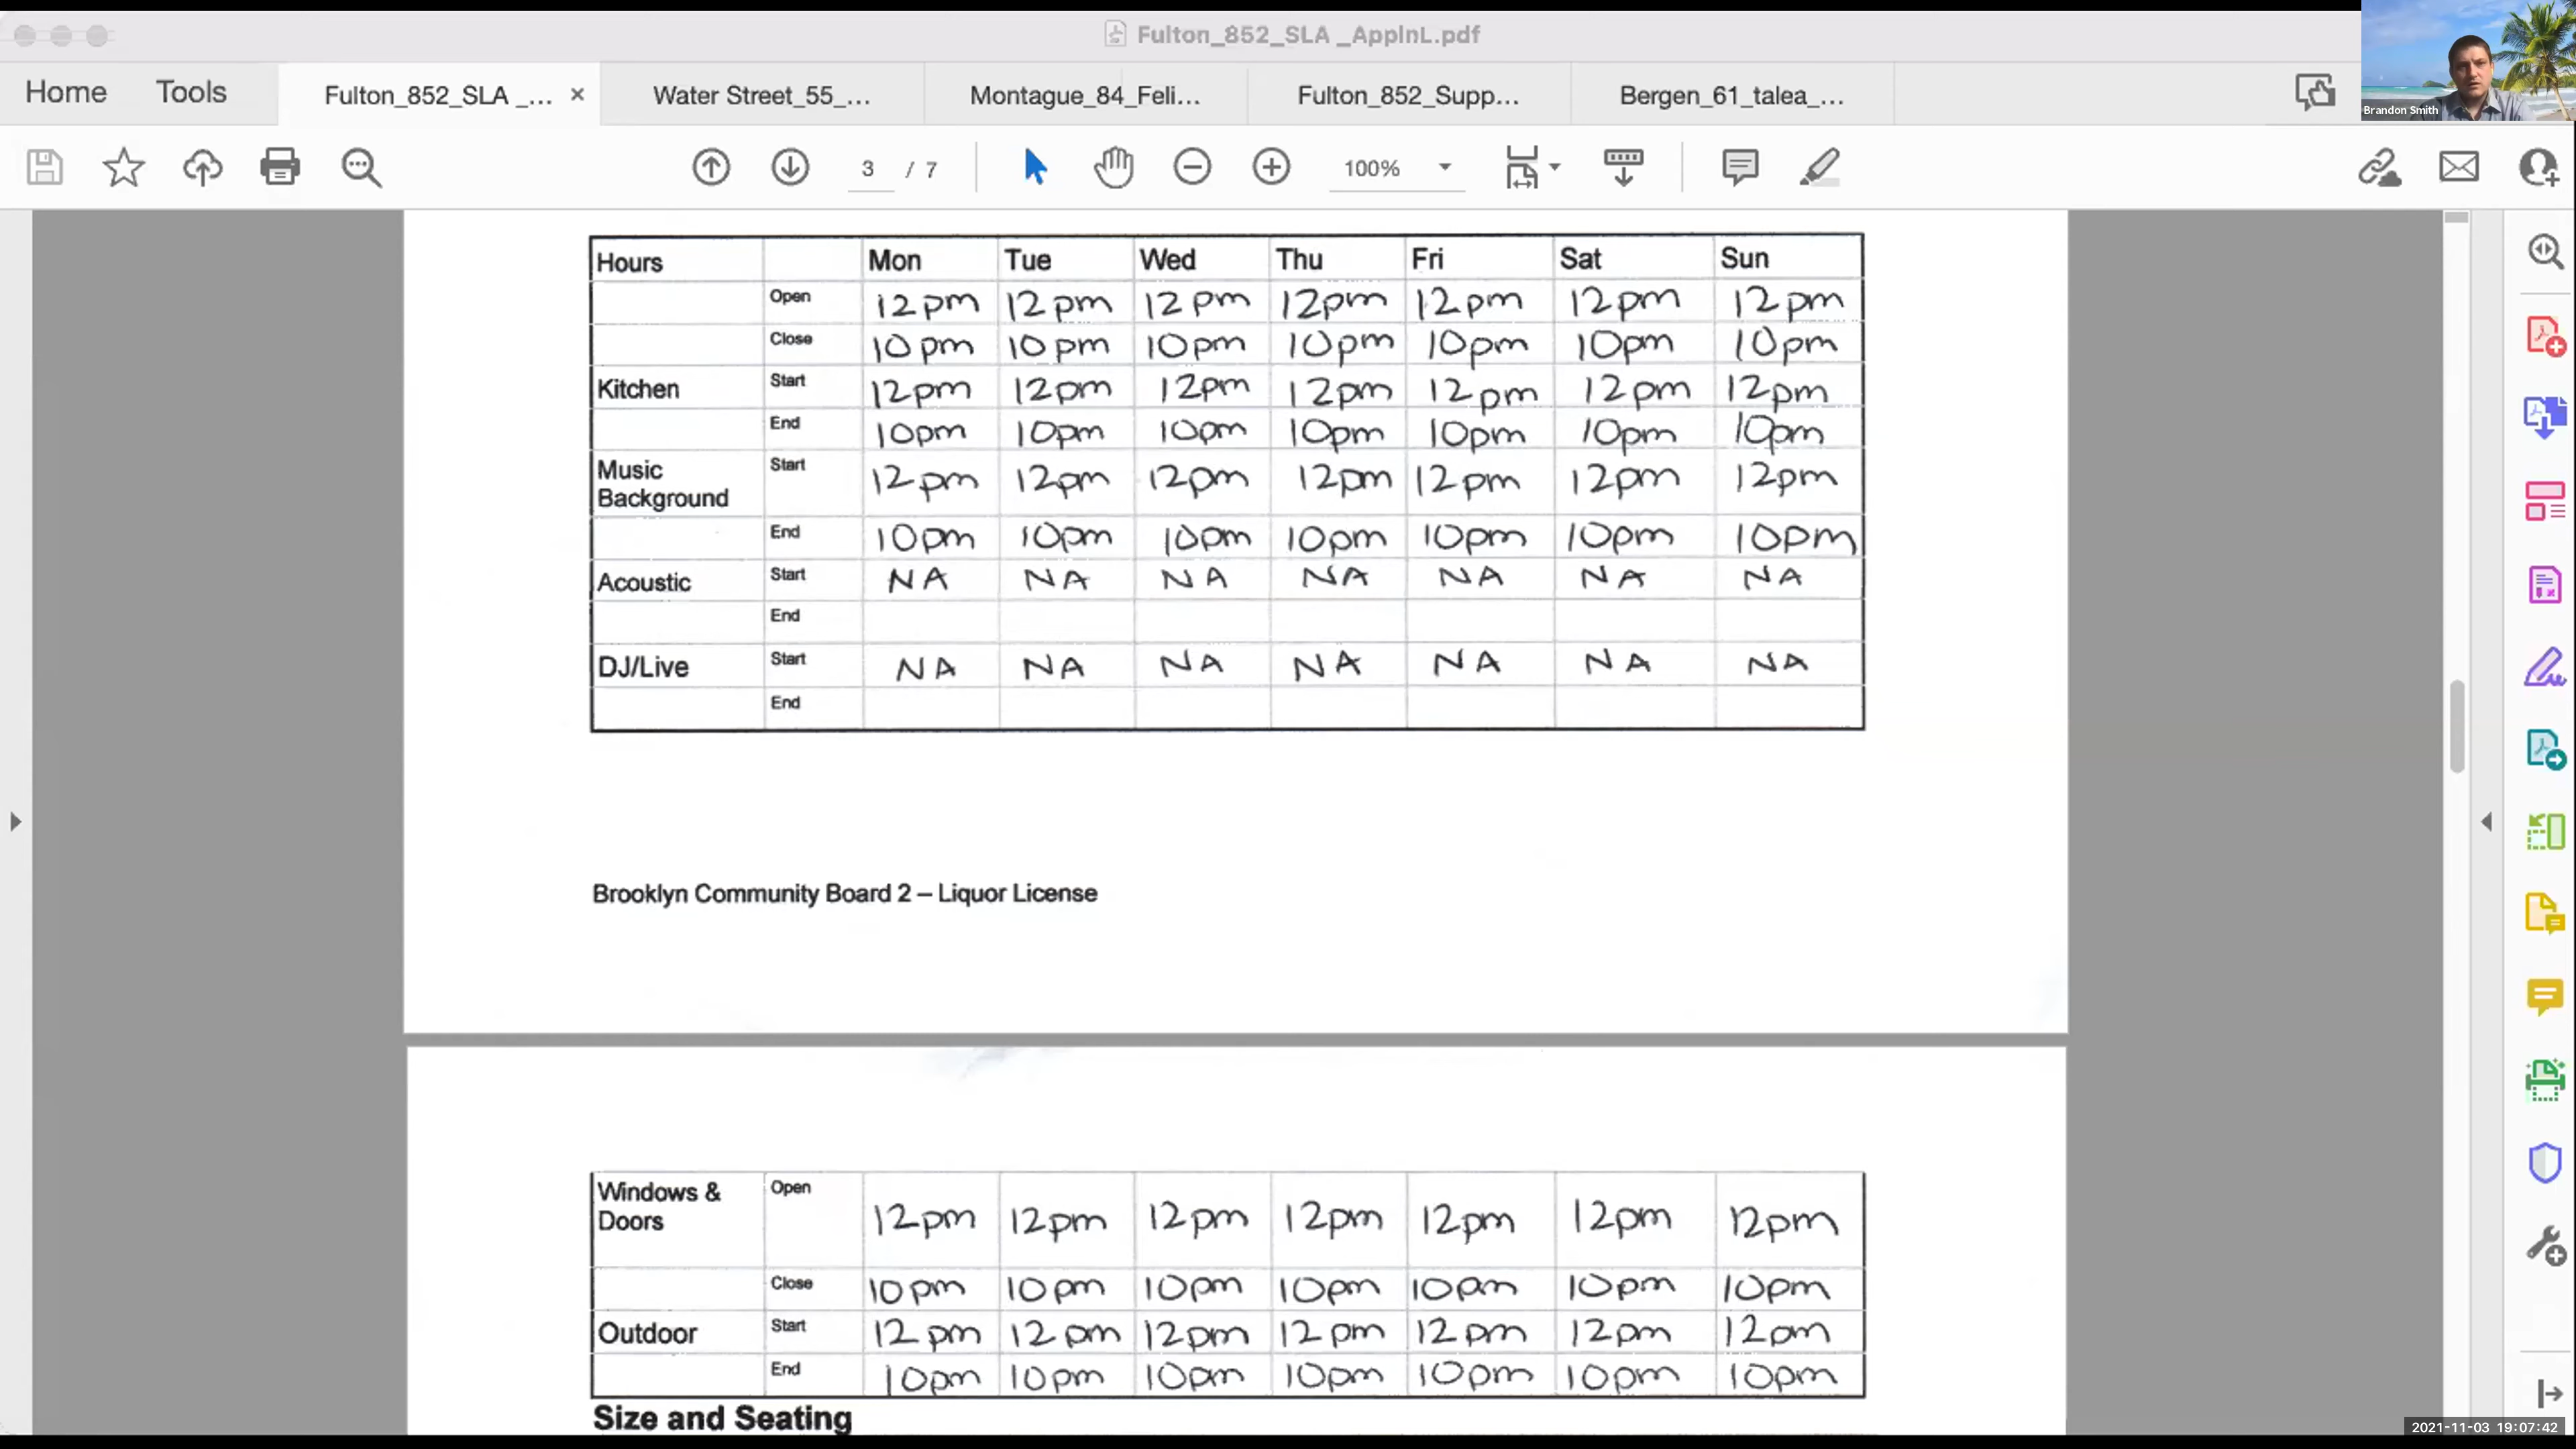 Fulton_852_SLA _AppInL.pdf
Brandon Smith
Home Tools Fulton_852_SLA _... × Water Street_55_... Montague_84_Feli... Fulton_852_Supp... Bergen_61_talea_...
3 / 7 100%
Hours Mon Tue Wed Thu Fri Sat Sun
Open 12pm 12pm 12pm 12pm 12pm 12pm 12pm
Close 10pm 10pm 10pm 10pm 10pm 10pm 10pm
Kitchen Start 12pm 12pm 12pm 12pm 12pm 12pm 12pm
End 10pm 10pm 10pm 10pm 10pm 10pm 10pm
Music Background Start 12pm 12pm 12pm 12pm 12pm 12pm 12pm
End 10pm 10pm 10pm 10pm 10pm 10pm 10pm
Acoustic Start NA NA NA NA NA NA NA
End
DJ/Live Start NA NA NA NA NA NA NA
End
Brooklyn Community Board 2 – Liquor License
Windows & Doors Open 12pm 12pm 12pm 12pm 12pm 12pm 12pm
Close 10pm 10pm 10pm 10pm 10pm 10pm 10pm
Outdoor Start 12pm 12pm 12pm 12pm 12pm 12pm 12pm
End 10pm 10pm 10pm 10pm 10pm 10pm 10pm
Size and Seating
2021-11-03 19:07:42